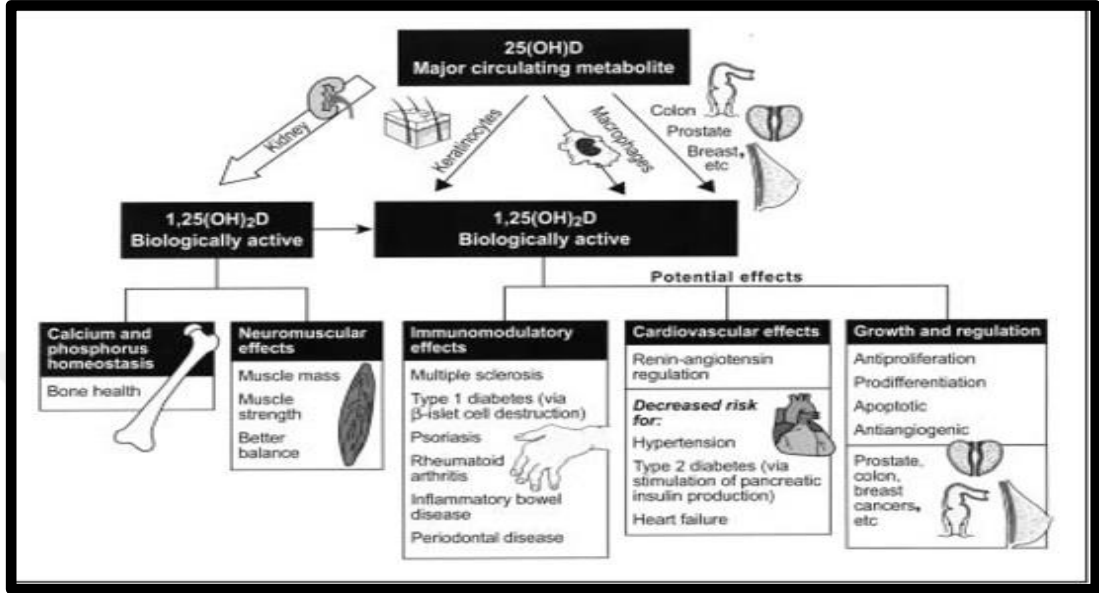 25(OH)D
Major circulating metabolite
Kidney
Keratinocytes
Macrophages
Colon
Prostate
Breast,
etc
1,25(OH)₂D
Biologically active
1,25(OH)₂D
Biologically active
Potential effects
Calcium and
phosphorus
homeostasis
Bone health
Neuromuscular
effects
Muscle mass
Muscle
strength
Better
balance
Immunomodulatory
effects
Multiple sclerosis
Type 1 diabetes (via
β-islet cell destruction)
Psoriasis
Rheumatoid
arthritis
Inflammatory bowel
disease
Periodontal disease
Cardiovascular effects
Renin-angiotensin
regulation
Decreased risk
for:
Hypertension
Type 2 diabetes (via
stimulation of pancreatic
insulin production)
Heart failure
Growth and regulation
Antiproliferation
Prodifferentiation
Apoptotic
Antiangiogenic
Prostate,
colon,
breast
cancers,
etc